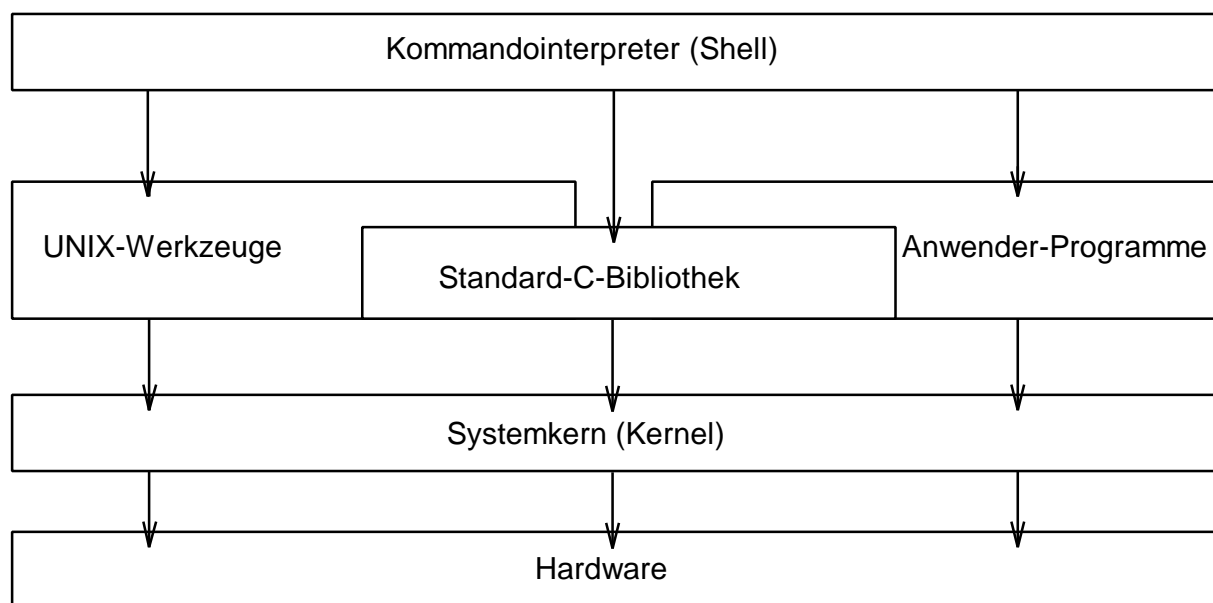 Kommandointerpreter (Shell)
UNIX-Werkzeuge
Standard-C-Bibliothek
Anwender-Programme
Systemkern (Kernel)
Hardware